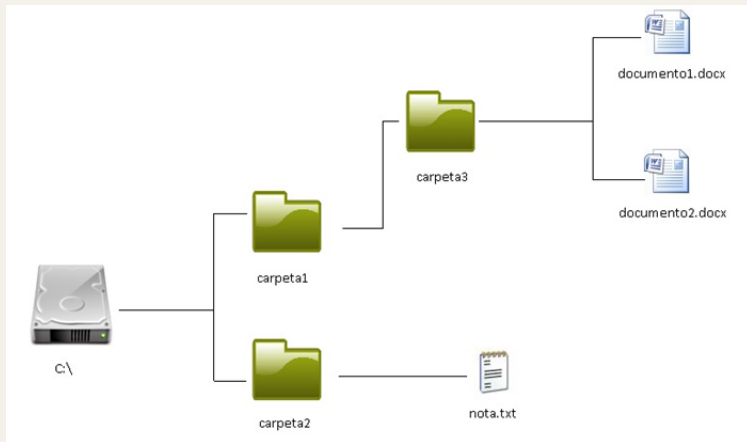 documento1.docx
carpeta3
documento2.docx
carpeta1
C:\
carpeta2
nota.txt